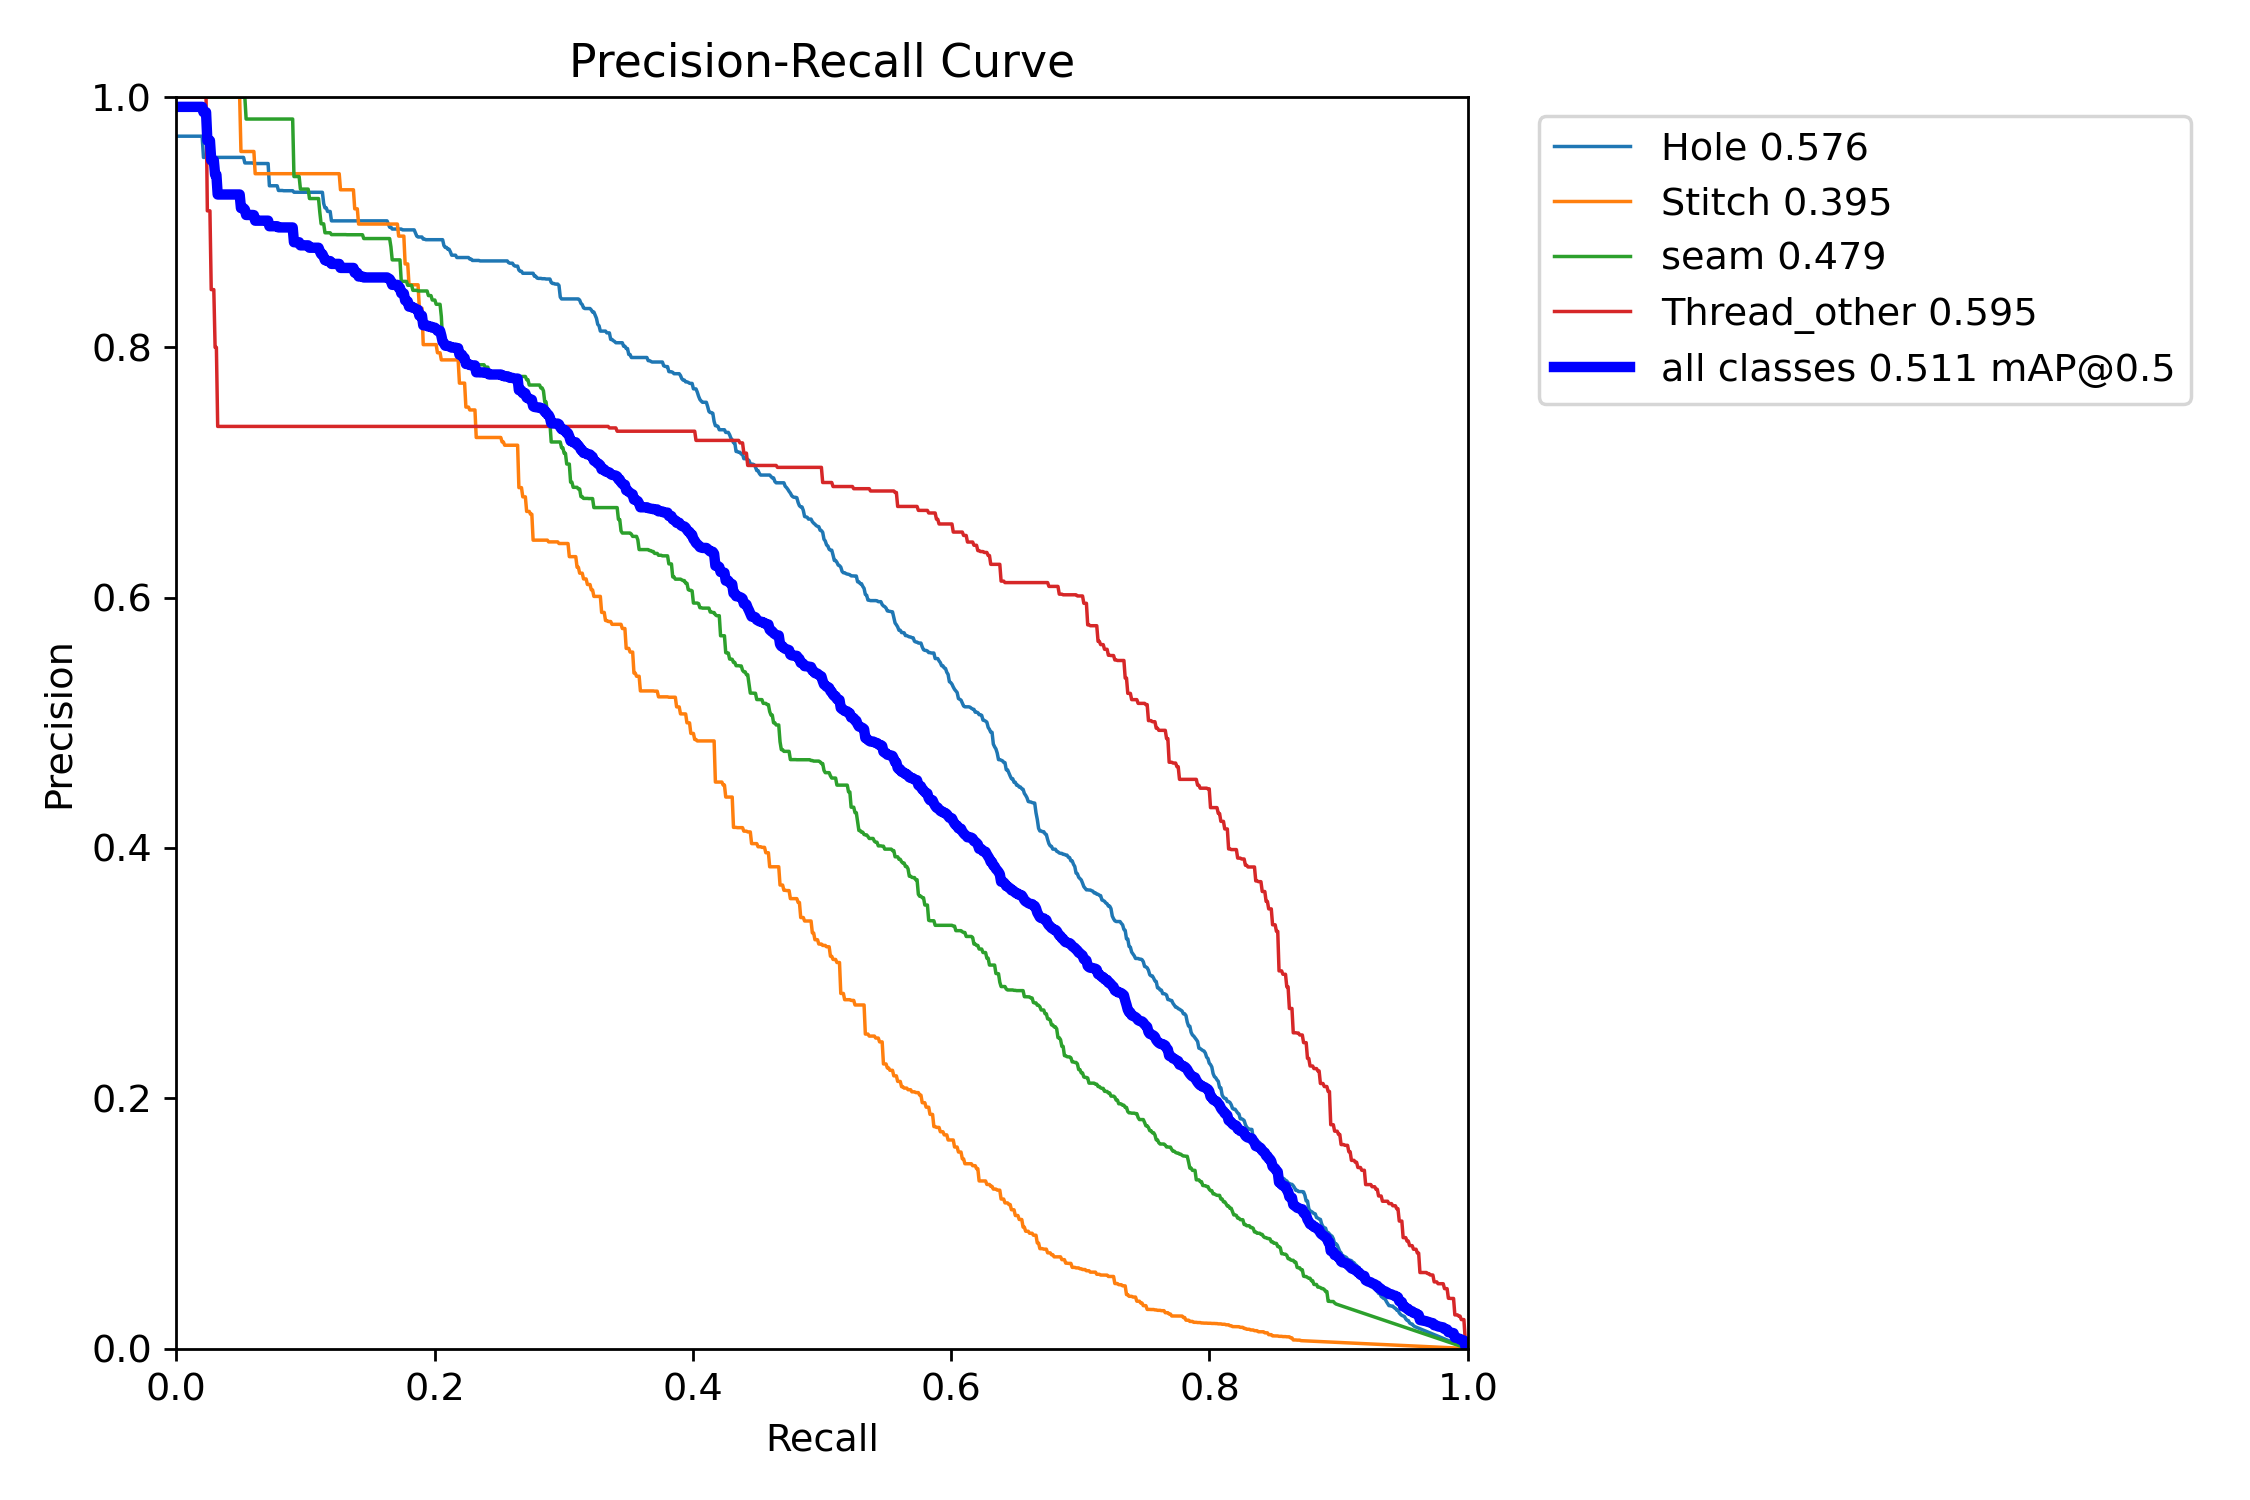 Precision-Recall Curve
1.0
0.8
0.6
0.4
0.2
0.0
Precision
0.0 0.2 0.4 0.6 0.8 1.0
Recall
Hole 0.576
Stitch 0.395
seam 0.479
Thread_other 0.595
all classes 0.511 mAP@0.5